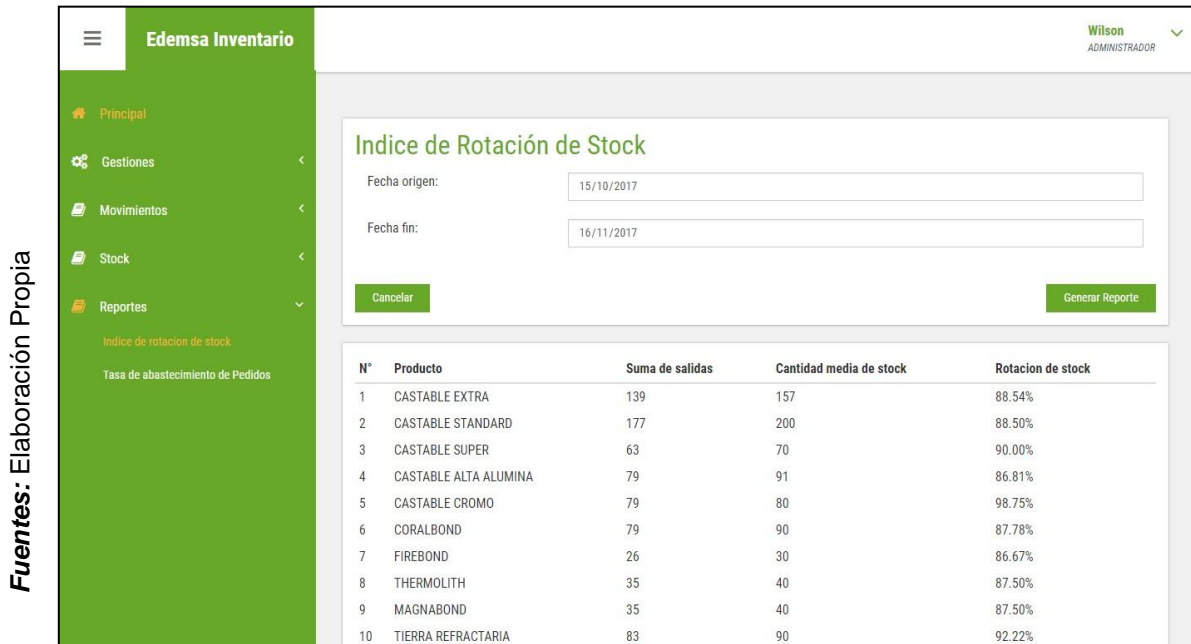 Edemsa Inventario
Wilson
ADMINISTRADOR
Principal
Gestiones
Movimientos
Stock
Reportes
Indice de rotacion de stock
Tasa de abastecimiento de Pedidos
Indice de Rotación de Stock
Fecha origen: 15/10/2017
Fecha fin: 16/11/2017
Cancelar Generar Reporte
N° Producto Suma de salidas Cantidad media de stock Rotacion de stock
1 CASTABLE EXTRA 139 157 88.54%
2 CASTABLE STANDARD 177 200 88.50%
3 CASTABLE SUPER 63 70 90.00%
4 CASTABLE ALTA ALUMINA 79 91 86.81%
5 CASTABLE CROMO 79 80 98.75%
6 CORALBOND 79 90 87.78%
7 FIREBOND 26 30 86.67%
8 THERMOLITH 35 40 87.50%
9 MAGNABOND 35 40 87.50%
10 TIERRA REFRACTARIA 83 90 92.22%
Fuentes: Elaboración Propia